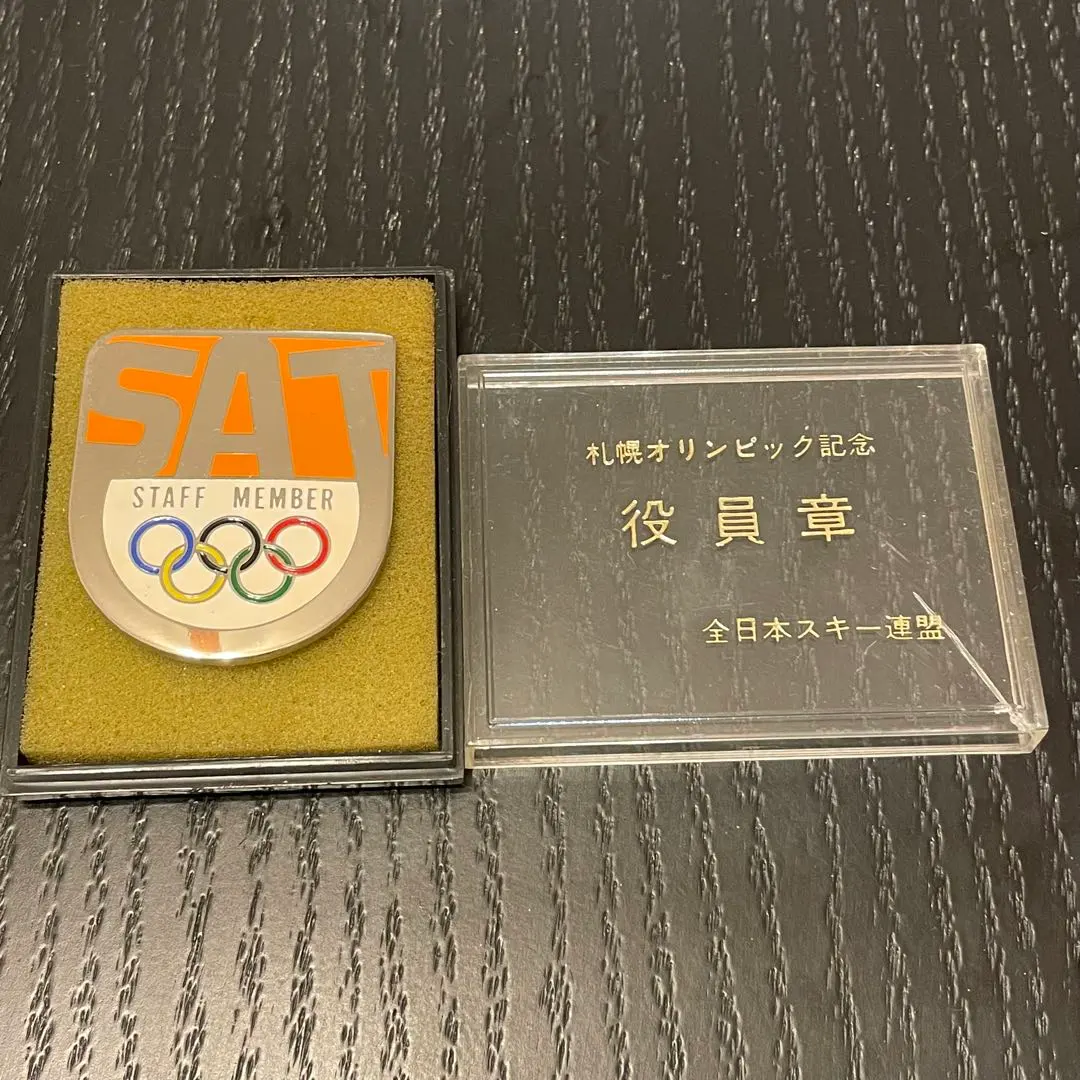 SAJ
STAFF MEMBER
札幌オリンピック記念
役員章
全日本スキー連盟